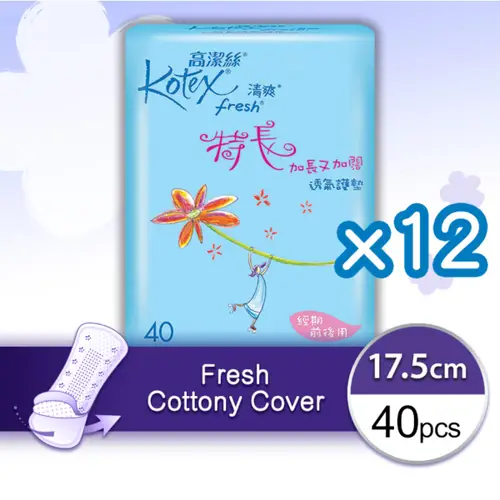 高潔絲®
Kotex®
清爽®
fresh®
特長
加長又加闊
透氣護墊
x12
40
經期
前後用
Fresh
Cottony Cover
17.5cm
40pcs